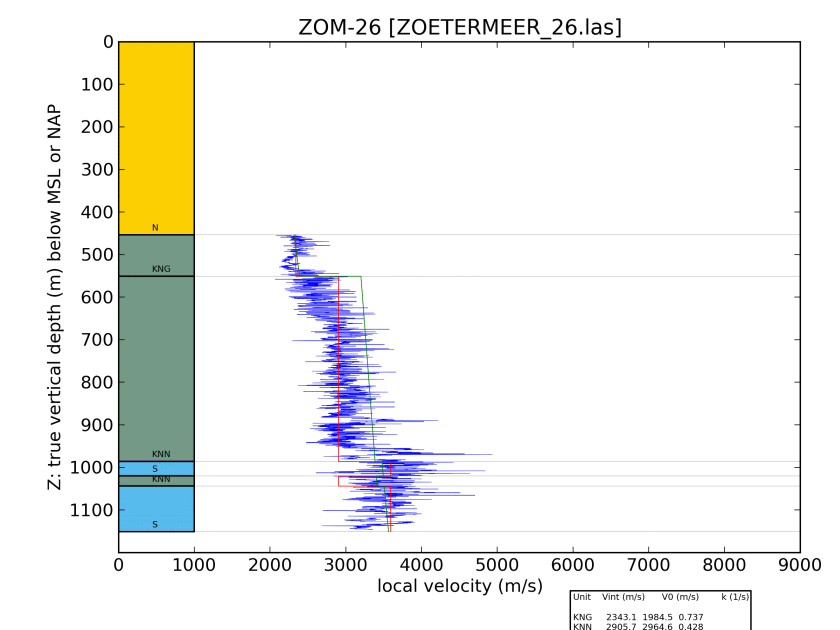 ZOM-26 [ZOETERMEER_26.las]
0
100
200
300
400
500
600
700
800
900
1000
1100
Z: true vertical depth (m) below MSL or NAP
N
KNG
KNN
S
KNN
S
0 1000 2000 3000 4000 5000 6000 7000 8000 9000
local velocity (m/s)
Unit Vint (m/s) V0 (m/s) k (1/s)
KNG 2343.1 1984.5 0.737
KNN 2905.7 2964.6 0.428